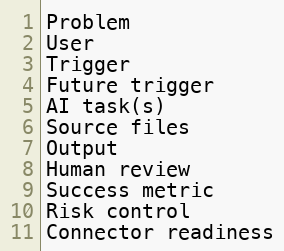 1 Problem
2 User
3 Trigger
4 Future trigger
5 AI task(s)
6 Source files
7 Output
8 Human review
9 Success metric
10 Risk control
11 Connector readiness